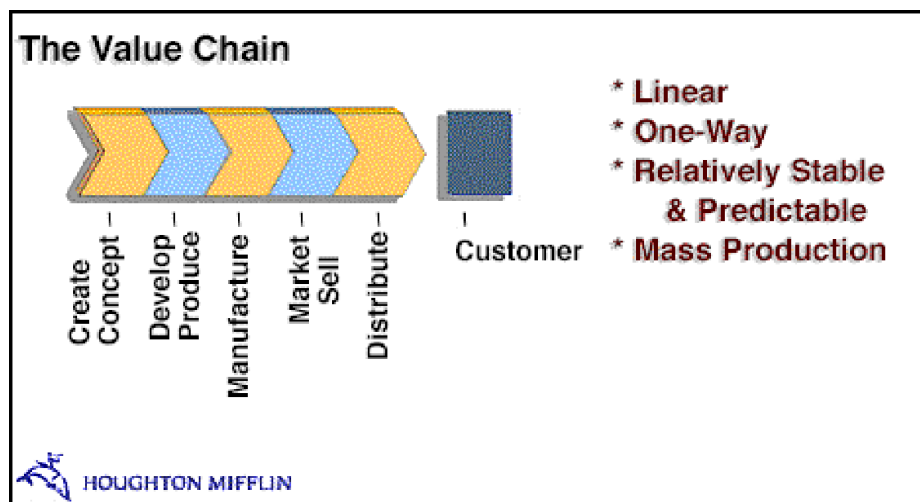 The Value Chain
* Linear
* One-Way
* Relatively Stable
& Predictable
* Mass Production
Create
Concept
Develop
Produce
Manufacture
Market
Sell
Distribute
Customer
HOUGHTON MIFFLIN